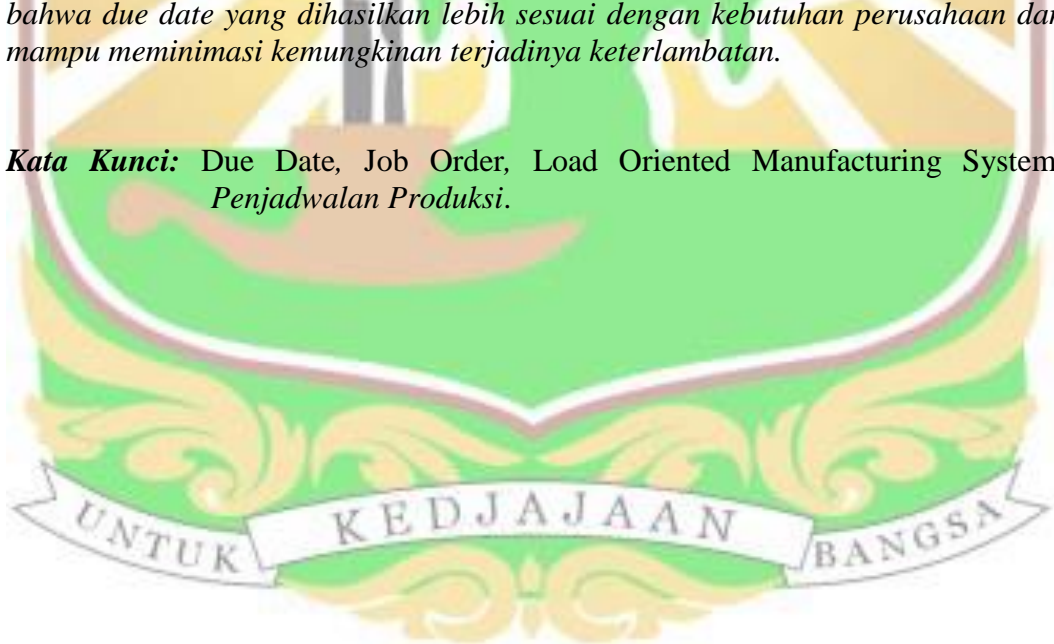 bahwa due date yang dihasilkan lebih sesuai dengan kebutuhan perusahaan dan
mampu meminimasi kemungkinan terjadinya keterlambatan.
Kata Kunci: Due Date, Job Order, Load Oriented Manufacturing System
Penjadwalan Produksi.
UNTUK KEDJAJAAN BANGSA